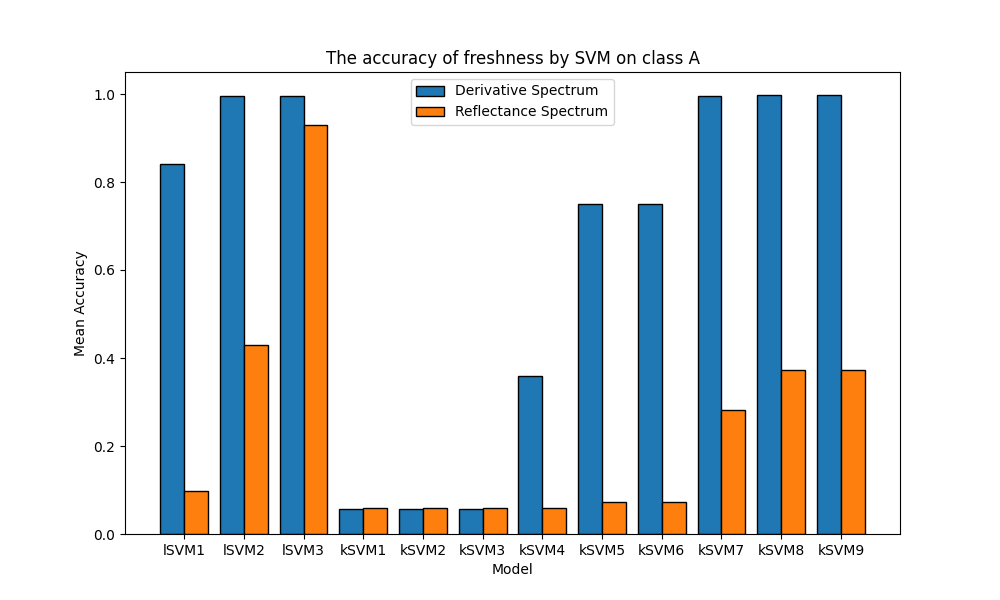 The accuracy of freshness by SVM on class A
Derivative Spectrum
Reflectance Spectrum
Mean Accuracy
1.0
0.8
0.6
0.4
0.2
0.0
lSVM1 lSVM2 lSVM3 kSVM1 kSVM2 kSVM3 kSVM4 kSVM5 kSVM6 kSVM7 kSVM8 kSVM9
Model